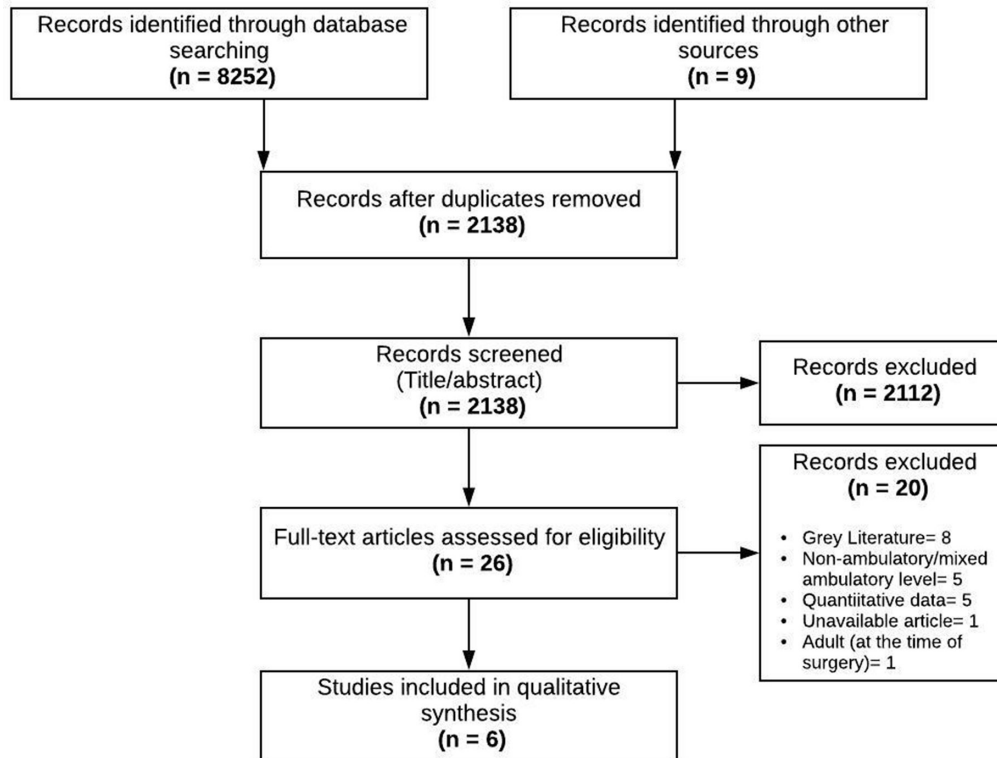 Records identified through database
searching
(n = 8252)
Records identified through other
sources
(n = 9)
Records after duplicates removed
(n = 2138)
Records screened
(Title/abstract)
(n = 2138)
Records excluded
(n = 2112)
Full-text articles assessed for eligibility
(n = 26)
Records excluded
(n = 20)
• Grey Literature= 8
• Non-ambulatory/mixed
ambulatory level= 5
• Quantiitative data= 5
• Unavailable article= 1
• Adult (at the time of
surgery)= 1
Studies included in qualitative
synthesis
(n = 6)